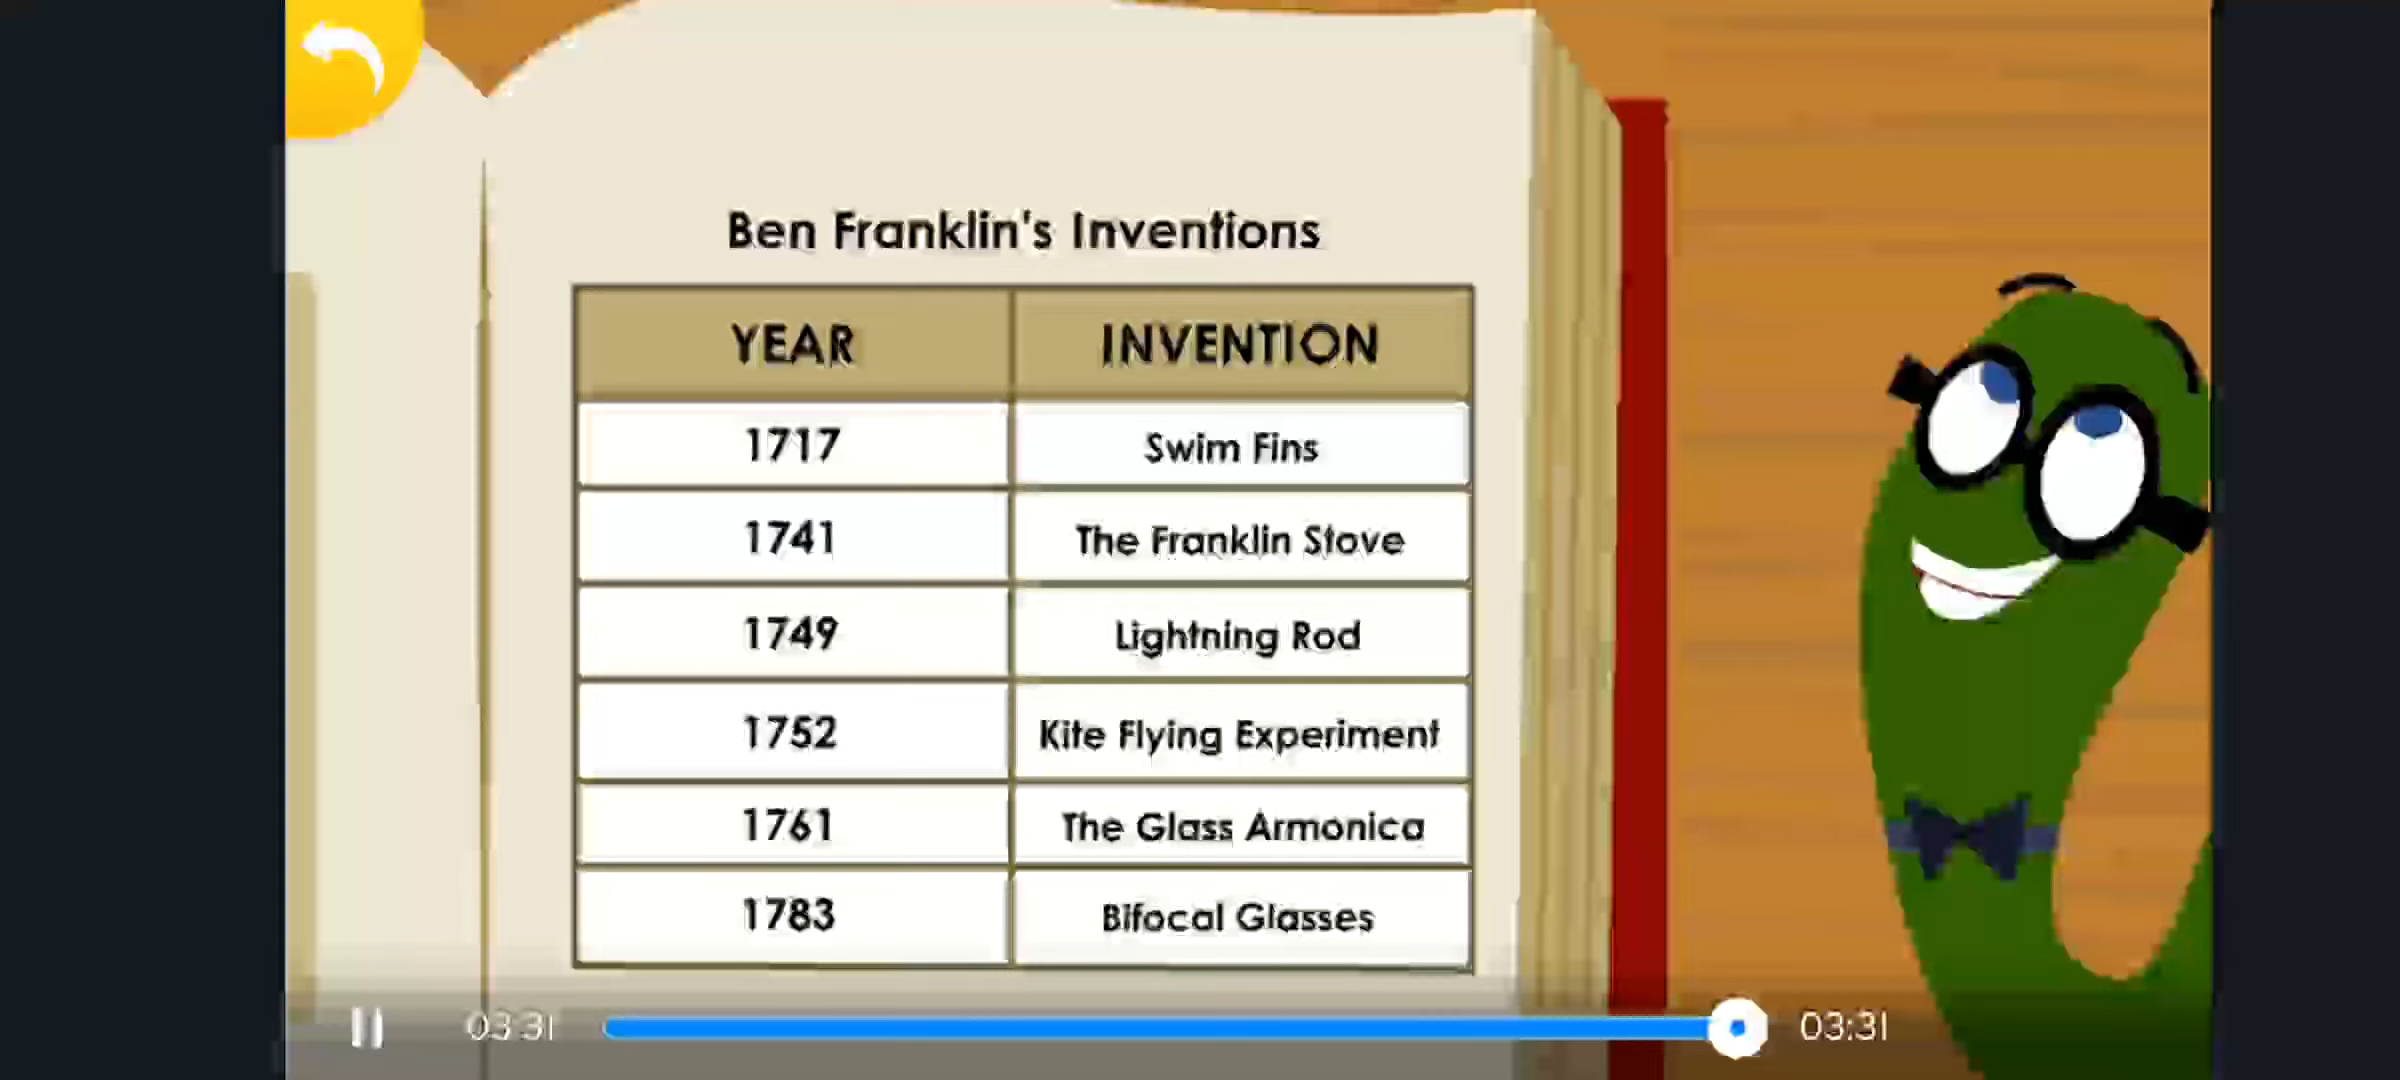 Ben Franklin's Inventions
YEAR INVENTION
1717 Swim Fins
1741 The Franklin Stove
1749 Lightning Rod
1752 Kite Flying Experiment
1761 The Glass Armonica
1783 Bifocal Glasses
03:31 03:31